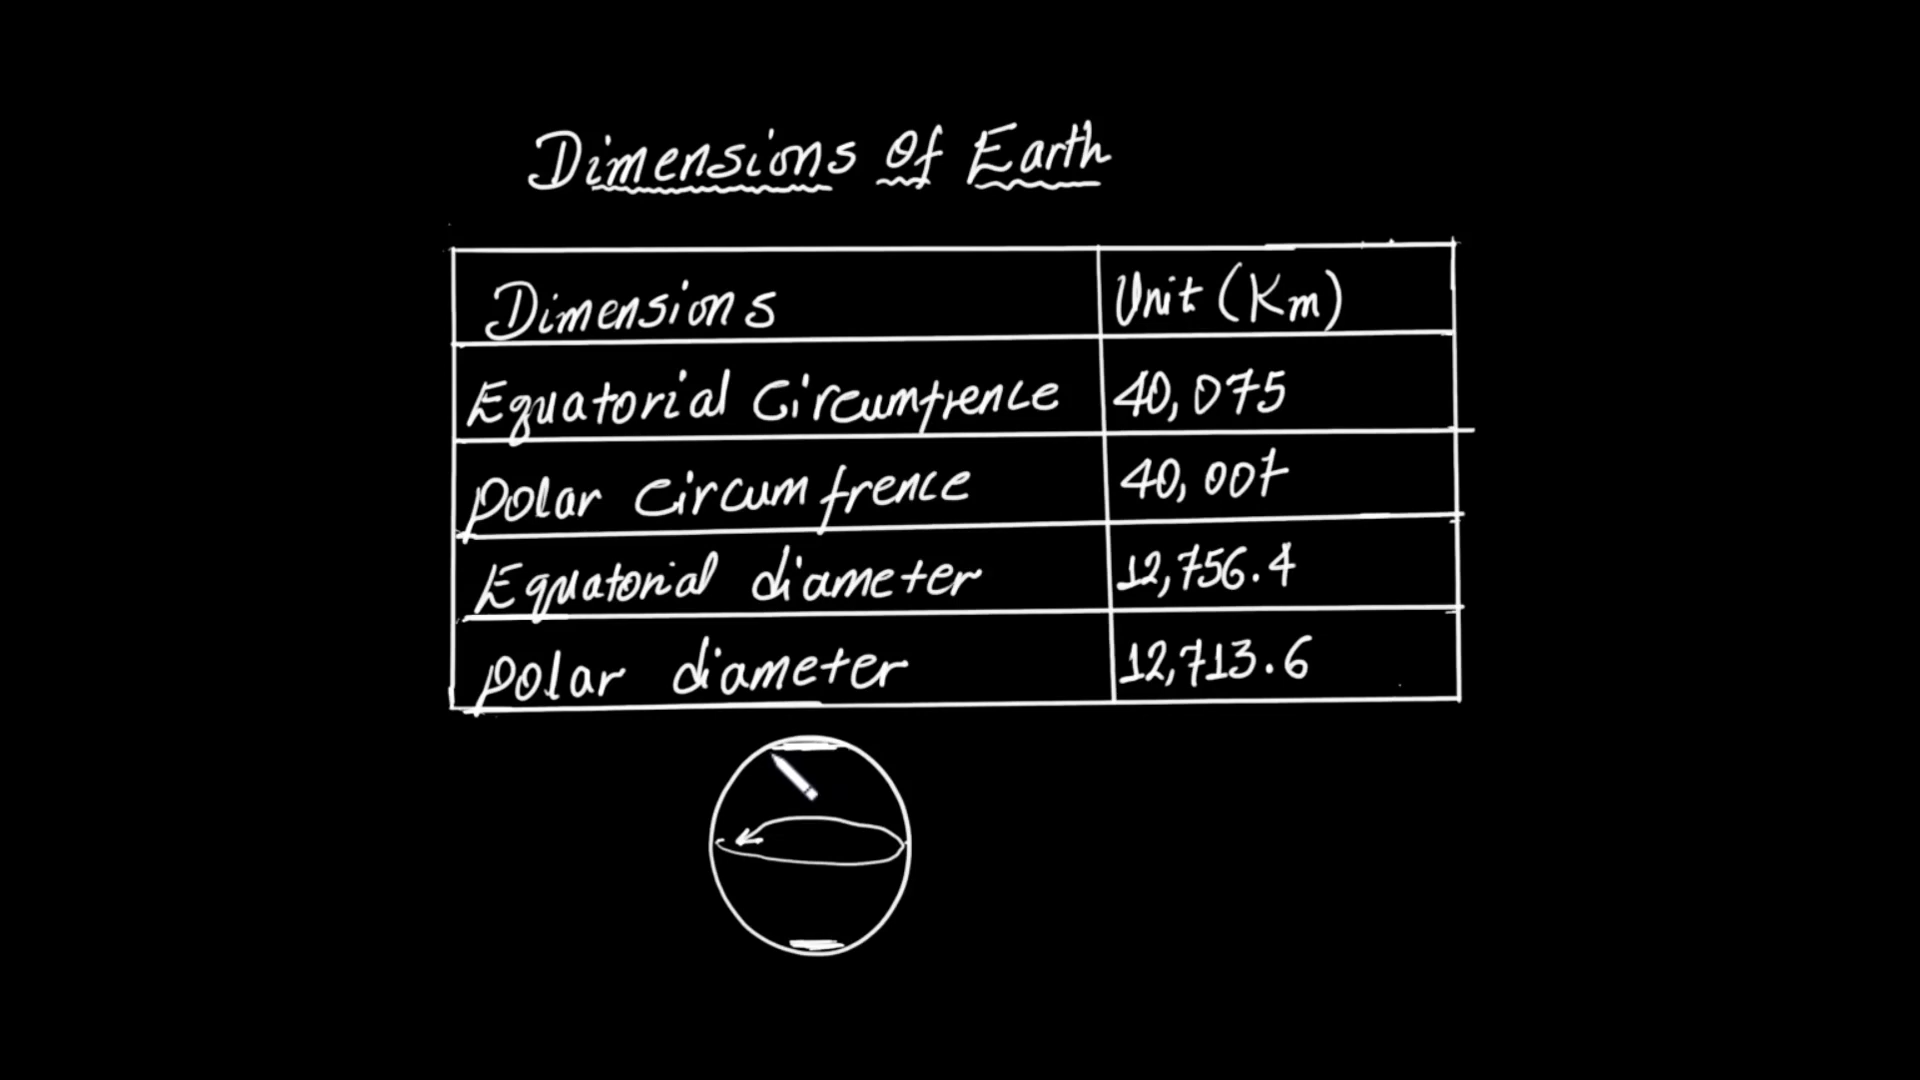 Dimensions Of Earth
Dimensions Unit (Km)
Equatorial Circumfrence 40,075
Polar Circumfrence 40,007
Equatorial diameter 12,756.4
Polar diameter 12,713.6